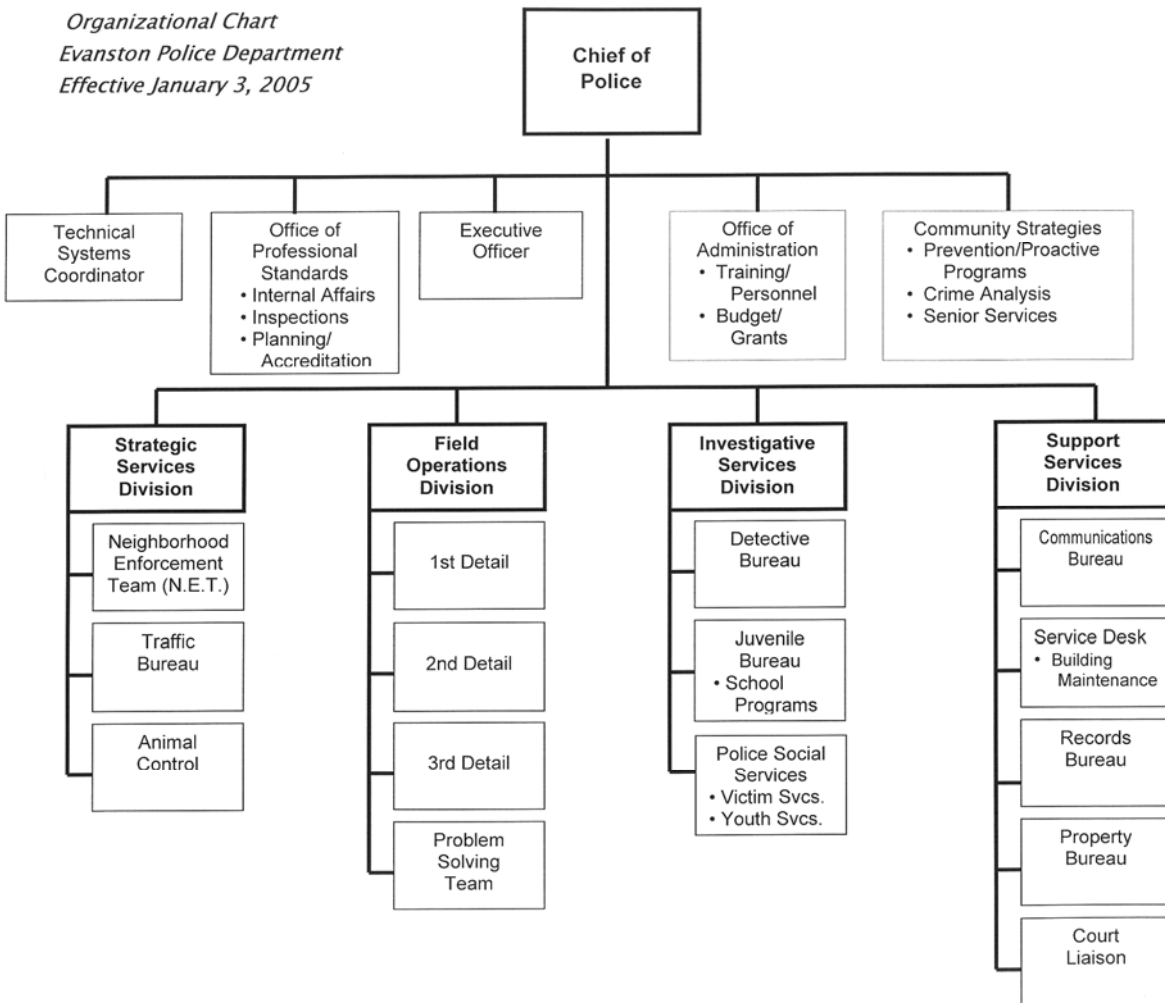 Organizational Chart
Evanston Police Department
Effective January 3, 2005
Chief of
Police
Technical
Systems
Coordinator
Office of
Professional
Standards
• Internal Affairs
• Inspections
• Planning/
Accreditation
Executive
Officer
Office of
Administration
• Training/
Personnel
• Budget/
Grants
Community Strategies
• Prevention/Proactive
Programs
• Crime Analysis
• Senior Services
Strategic
Services
Division
Neighborhood
Enforcement
Team (N.E.T.)
Traffic
Bureau
Animal
Control
Field
Operations
Division
1st Detail
2nd Detail
3rd Detail
Problem
Solving
Team
Investigative
Services
Division
Detective
Bureau
Juvenile
Bureau
• School
Programs
Police Social
Services
• Victim Svcs.
• Youth Svcs.
Support
Services
Division
Communications
Bureau
Service Desk
• Building
Maintenance
Records
Bureau
Property
Bureau
Court
Liaison